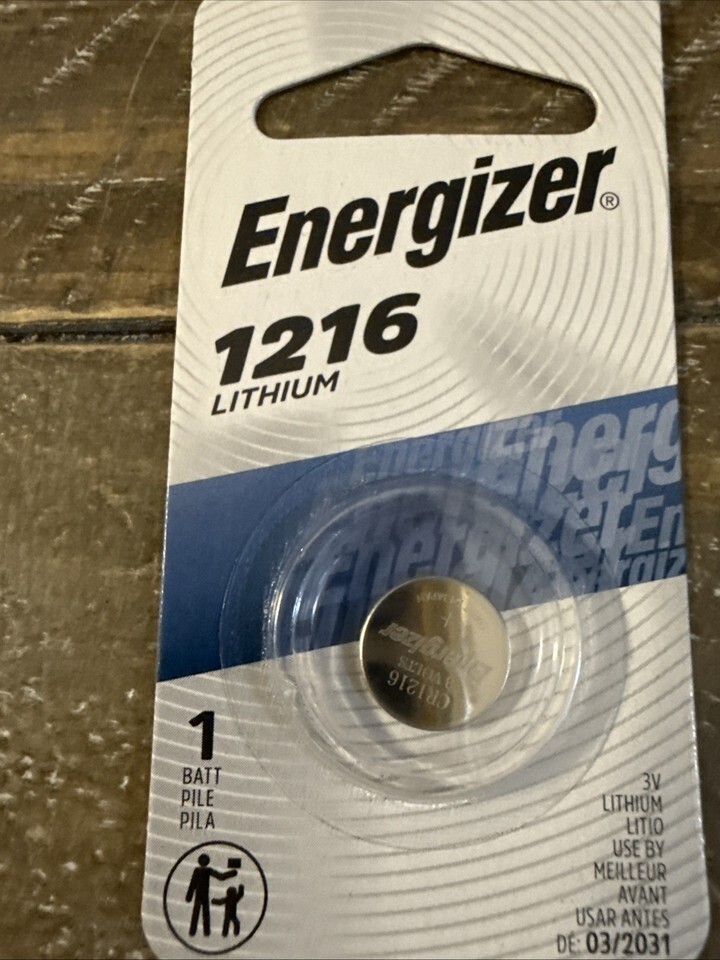 Energizer®
1216
LITHIUM
Energizer
CR1216
1
BATT
PILE
PILA
3V
LITHIUM
LITIO
USE BY
MEILLEUR
AVANT
USAR ANTES
DE: 03/2031